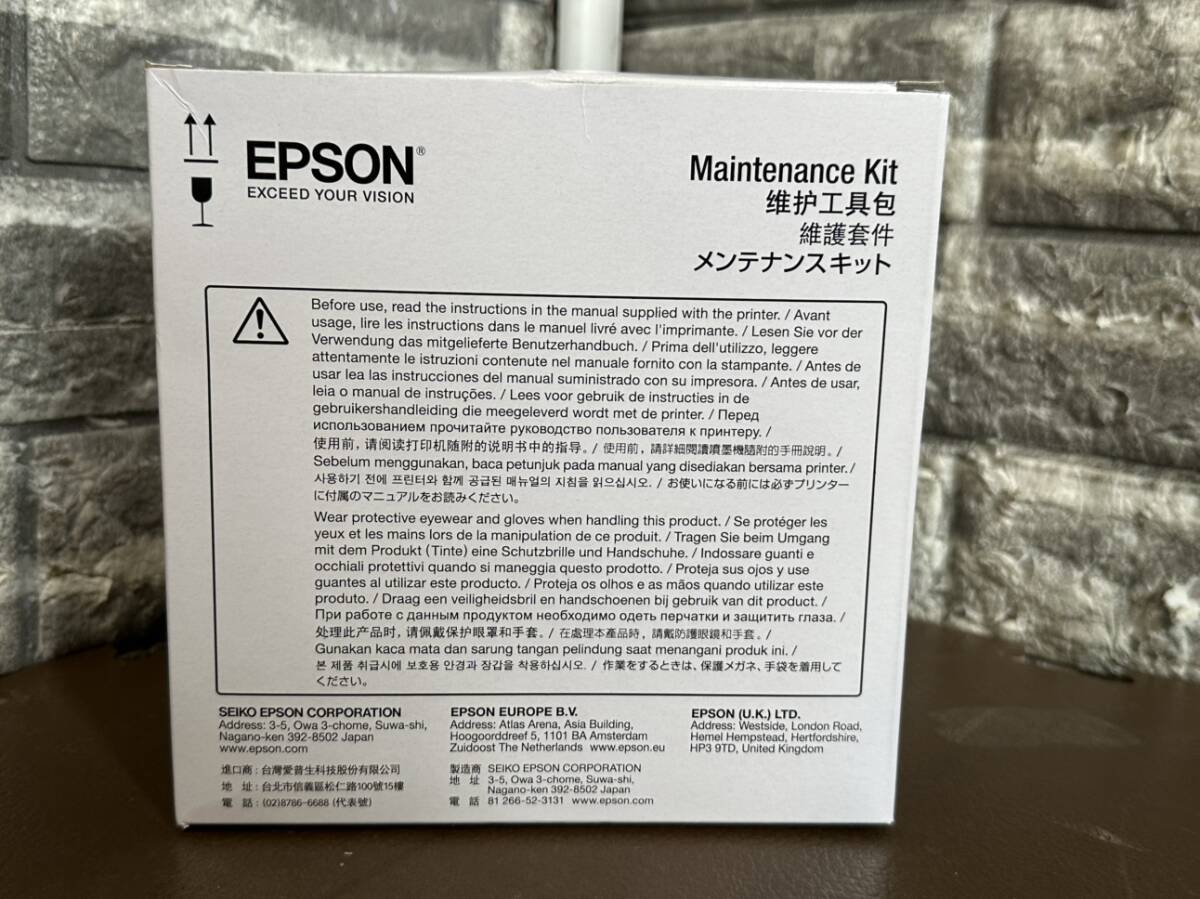 EPSON®
EXCEED YOUR VISION
Maintenance Kit
维护工具包
維護套件
メンテナンスキット
Before use, read the instructions in the manual supplied with the printer. / Avant
usage, lire les instructions dans le manuel livré avec l'imprimante. / Lesen Sie vor der
Verwendung das mitgelieferte Benutzerhandbuch. / Prima dell'utilizzo, leggere
attentamente le istruzioni contenute nel manuale fornito con la stampante. / Antes de
usar lea las instrucciones del manual suministrado con su impresora. / Antes de usar,
leia o manual de instruções. / Lees voor gebruik de instructies in de
gebruikershandleiding die meegeleverd wordt met de printer. / Перед
использованием прочитайте руководство пользователя к принтеру. /
使用前，请阅读打印机随附的说明书中的指导。/ 使用前，請詳細閱讀噴墨機隨附的手冊說明。/
Sebelum menggunakan, baca petunjuk pada manual yang disediakan bersama printer. /
사용하기 전에 프린터와 함께 공급된 매뉴얼의 지침을 읽으십시오. / お使いになる前には必ずプリンター
に付属のマニュアルをお読みください。
Wear protective eyewear and gloves when handling this product. / Se protéger les
yeux et les mains lors de la manipulation de ce produit. / Tragen Sie beim Umgang
mit dem Produkt (Tinte) eine Schutzbrille und Handschuhe. / Indossare guanti e
occhiali protettivi quando si maneggia questo prodotto. / Proteja sus ojos y use
guantes al utilizar este producto. / Proteja os olhos e as mãos quando utilizar este
produto. / Draag een veiligheidsbril en handschoenen bij gebruik van dit product. /
При работе с данным продуктом необходимо одеть перчатки и защитить глаза. /
处理此产品时，请佩戴保护眼罩和手套。/ 在處理本產品時，請戴防護眼鏡和手套。/
Gunakan kaca mata dan sarung tangan pelindung saat menangani produk ini. /
본 제품 취급시에 보호용 안경과 장갑을 착용하십시오. / 作業をするときは、保護メガネ、手袋を着用して
ください。
SEIKO EPSON CORPORATION
Address: 3-5, Owa 3-chome, Suwa-shi,
Nagano-ken 392-8502 Japan
www.epson.com
EPSON EUROPE B.V.
Address: Atlas Arena, Asia Building,
Hoogoorddreef 5, 1101 BA Amsterdam
Zuidoost The Netherlands www.epson.eu
EPSON (U.K.) LTD.
Address: Westside, London Road,
Hemel Hempstead, Hertfordshire,
HP3 9TD, United Kingdom
進口商：台灣愛普生科技股份有限公司
地 址：台北市信義區松仁路100號15樓
電 話：(02)8786-6688 (代表號)
製造商 SEIKO EPSON CORPORATION
地 址 3-5, Owa 3-chome, Suwa-shi,
Nagano-ken 392-8502 Japan
電 話 81 266-52-3131 www.epson.com